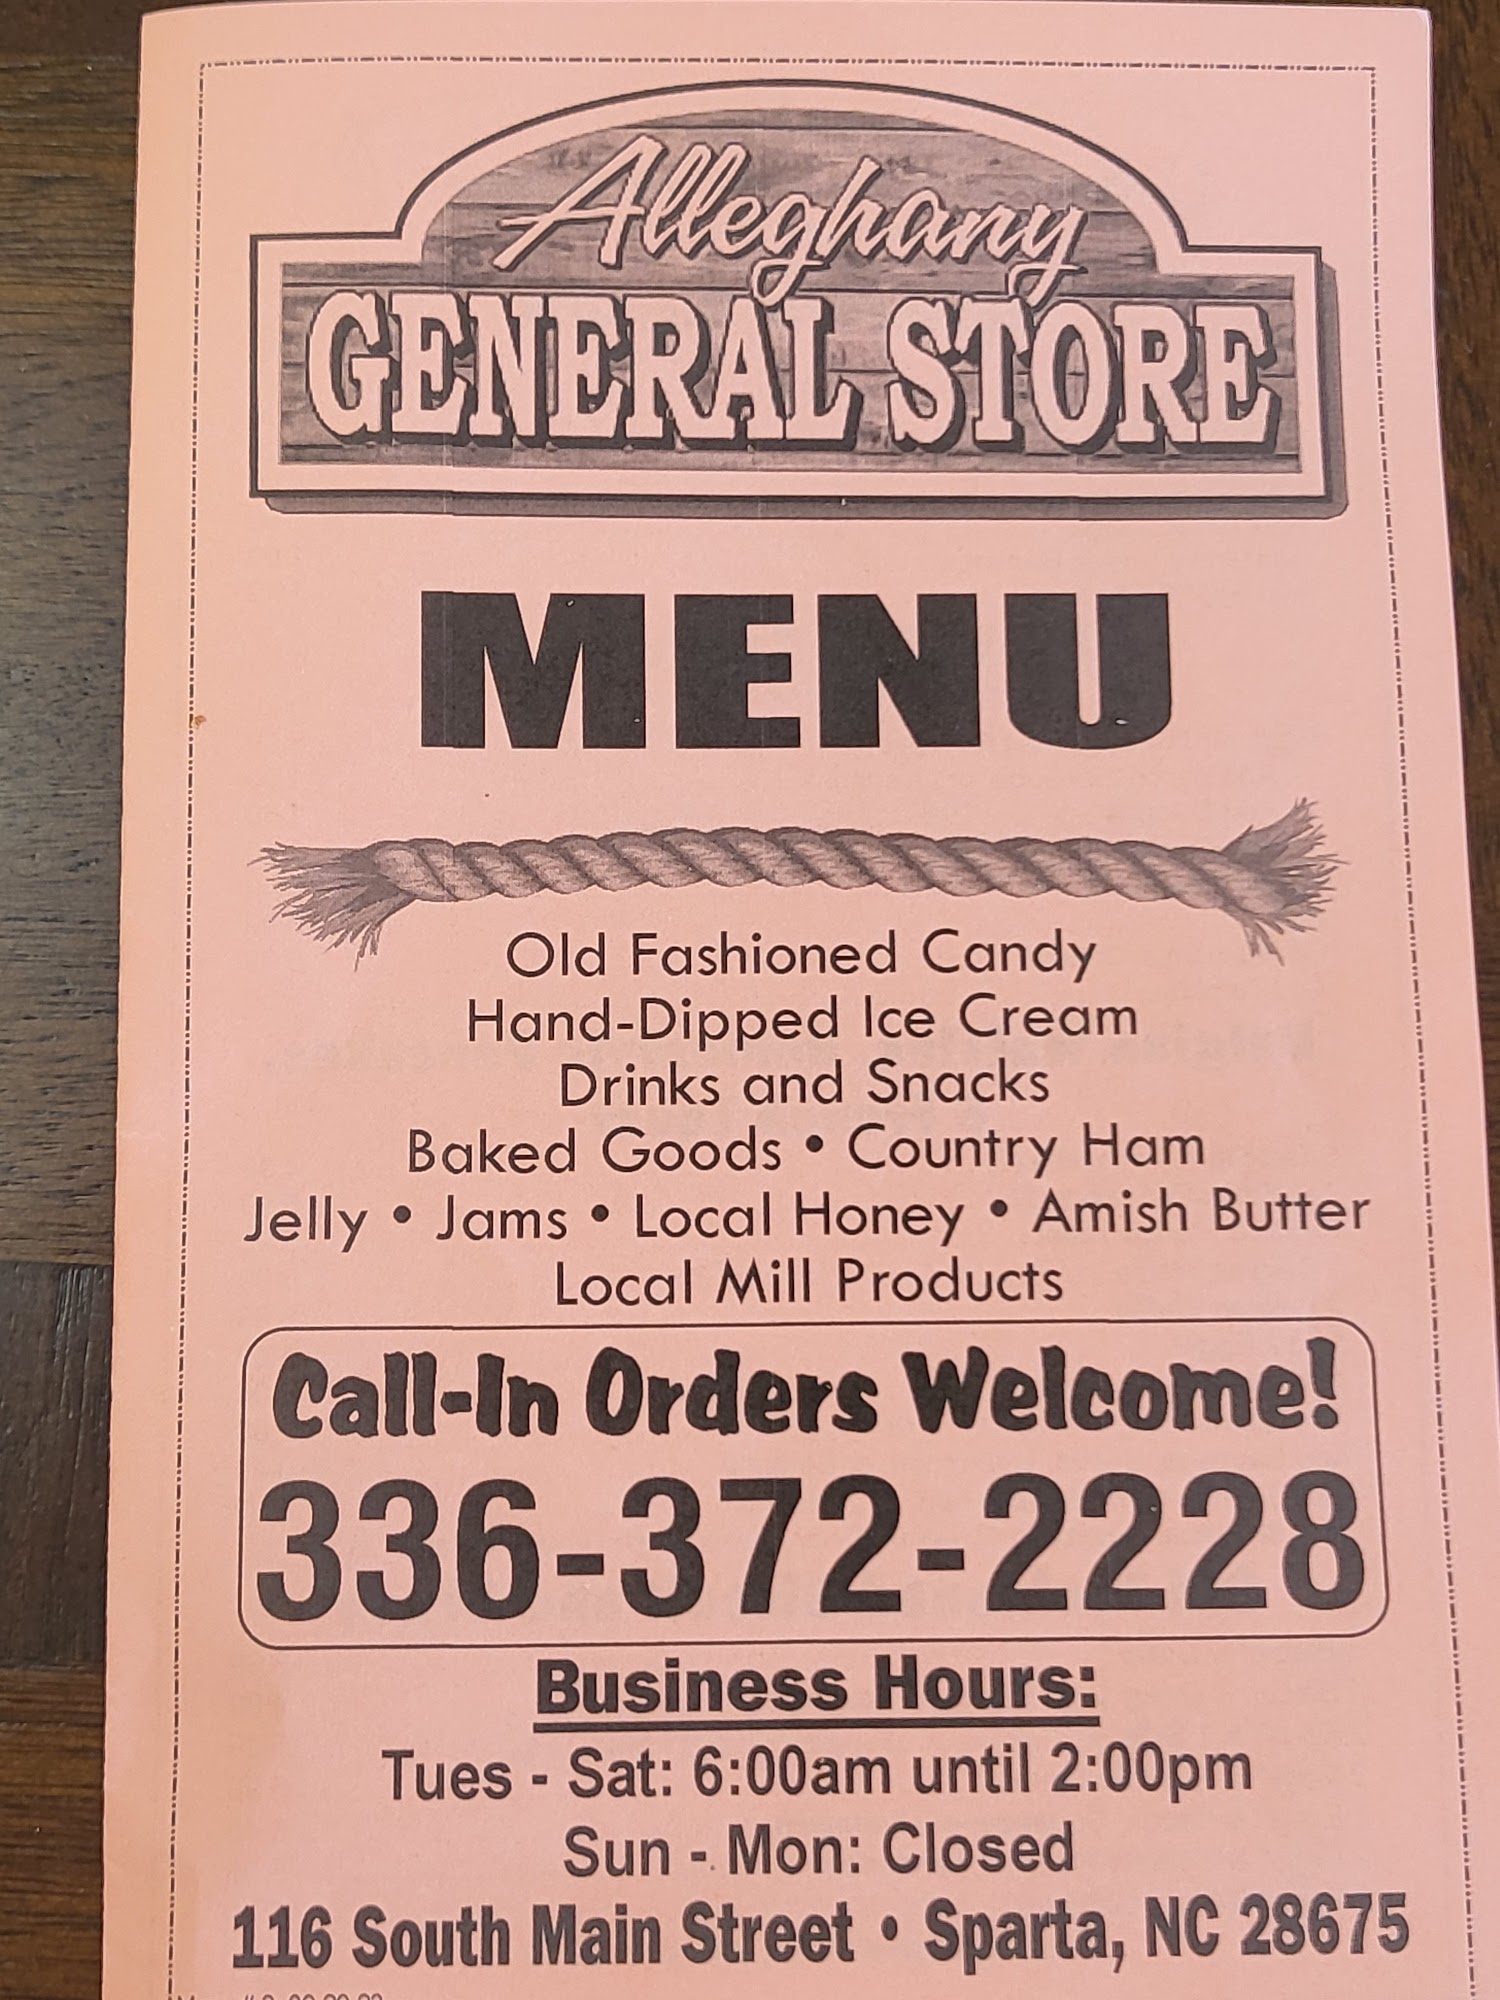 Alleghany
GENERAL STORE
MENU
Old Fashioned Candy
Hand-Dipped Ice Cream
Drinks and Snacks
Baked Goods • Country Ham
Jelly • Jams • Local Honey • Amish Butter
Local Mill Products
Call-In Orders Welcome!
336-372-2228
Business Hours:
Tues - Sat: 6:00am until 2:00pm
Sun - Mon: Closed
116 South Main Street • Sparta, NC 28675